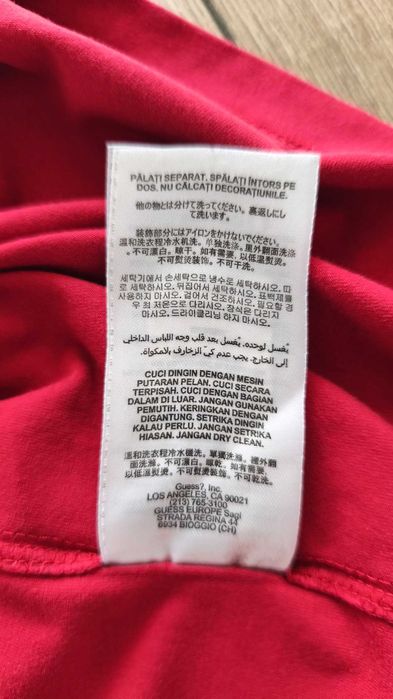 PĂLAȚI SEPARAT. SPĂLAȚI ÎNTORS PE
DOS. NU CĂLCAȚI DECORAȚIUNILE.
他の物とは分けて洗ってください。裏返しにし
て洗います。
装飾部分にはアイロンをかけないでください。
温和洗衣程冷水机洗。单独洗涤。里外翻面洗涤
。不可漂白。晾干。如有需要，以低温熨烫。
不可熨烫装饰。不可干洗。
세탁기에서 손세탁으로 냉수로 세탁하시오. 따
로 세탁하시오. 뒤집어서 세탁하시오. 표백제를
사용하지 마시오. 걸어서 건조하시오. 필요할 경
우 최 저온으로 다리시오. 장식은 다리지
마시오. 드라이클리닝 하지 마시오.
يُغسل لوحده. يُغسل بعد قلب وجه اللباس الداخلي
إلى الخارج. يجب عدم كي الزخارف بالمكواة.
CUCI DINGIN DENGAN MESIN
PUTARAN PELAN. CUCI SECARA
TERPISAH. CUCI DENGAN BAGIAN
DALAM DI LUAR. JANGAN GUNAKAN
PEMUTIH. KERINGKAN DENGAN
DIGANTUNG. SETRIKA DINGIN
KALAU PERLU. JANGAN SETRIKA
HIASAN. JANGAN DRY CLEAN.
溫和洗衣程冷水機洗。單獨洗滌。裡外翻
面洗滌。不可漂白。晾乾。如有需要，
以低溫熨燙。不可熨燙裝飾。不可乾洗。
Guess?, Inc.
LOS ANGELES, CA 90021
(213) 765-3100
GUESS EUROPE Sagl
STRADA REGINA 44
6934 BIOGGIO (CH)